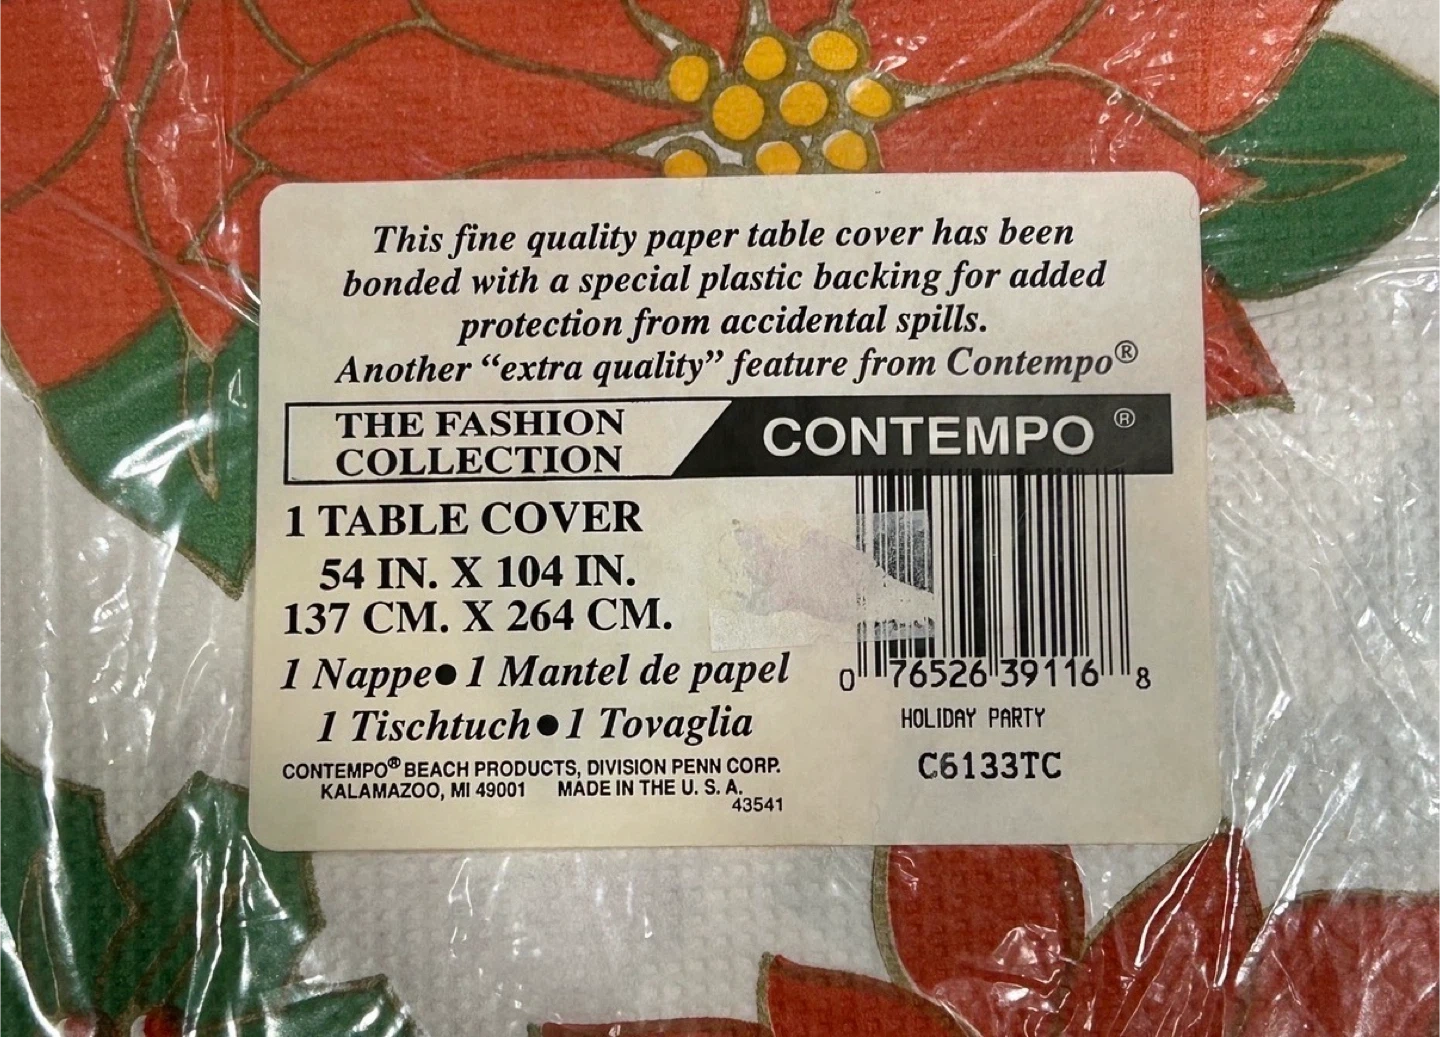 This fine quality paper table cover has been
bonded with a special plastic backing for added
protection from accidental spills.
Another “extra quality” feature from Contempo®
THE FASHION
COLLECTION
CONTEMPO ®
1 TABLE COVER
54 IN. X 104 IN.
137 CM. X 264 CM.
1 Nappe● 1 Mantel de papel
1 Tischtuch●1 Tovaglia
CONTEMPO® BEACH PRODUCTS, DIVISION PENN CORP.
KALAMAZOO, MI 49001 MADE IN THE U. S. A.
43541
0 76526 39116 8
HOLIDAY PARTY
C6133TC